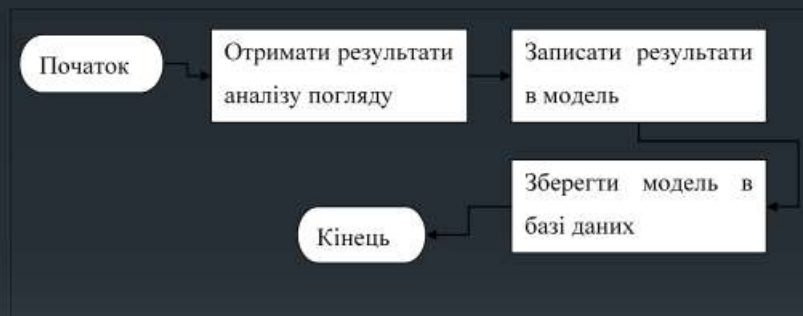 Початок
Отримати результати
аналізу погляду
Записати результати
в модель
Зберегти модель в
базі даних
Кінець